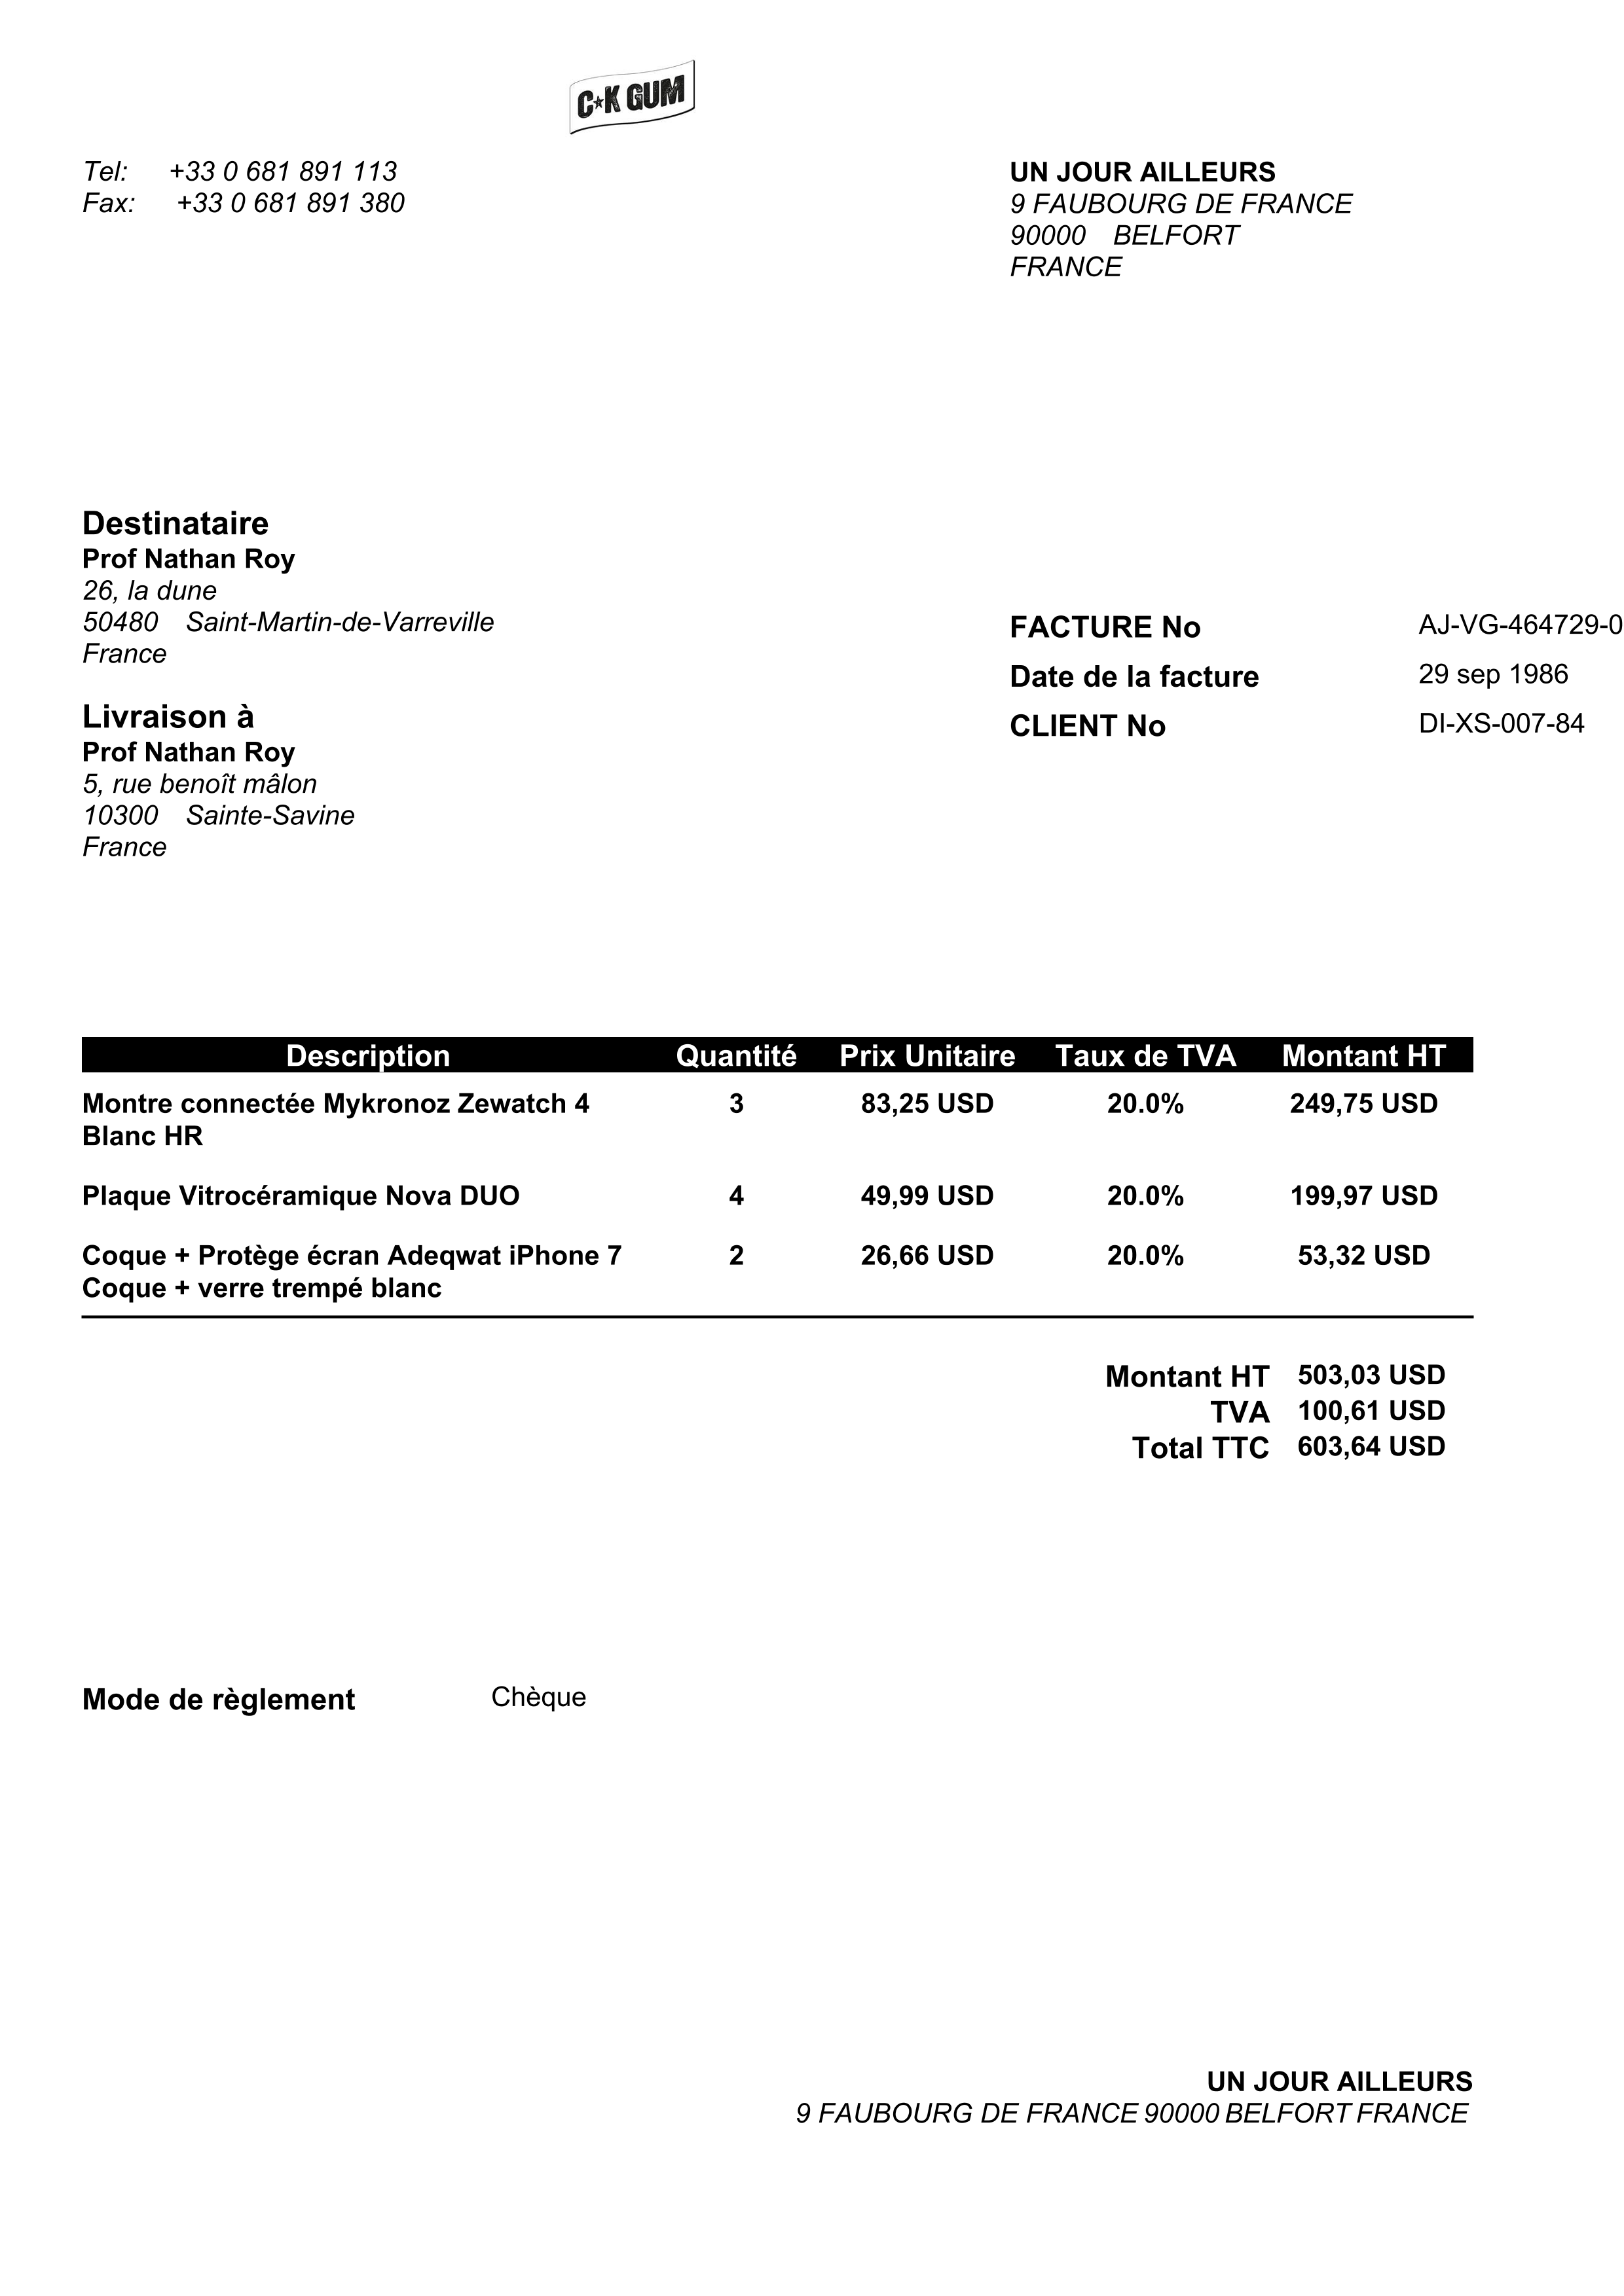 C★K GUM
Tel: +33 0 681 891 113
Fax: +33 0 681 891 380
UN JOUR AILLEURS
9 FAUBOURG DE FRANCE
90000 BELFORT
FRANCE
Destinataire
Prof Nathan Roy
26, la dune
50480 Saint-Martin-de-Varreville
France
FACTURE No AJ-VG-464729-0
Date de la facture 29 sep 1986
CLIENT No DI-XS-007-84
Livraison à
Prof Nathan Roy
5, rue benoît mâlon
10300 Sainte-Savine
France
Description Quantité Prix Unitaire Taux de TVA Montant HT
Montre connectée Mykronoz Zewatch 4 3 83,25 USD 20.0% 249,75 USD
Blanc HR
Plaque Vitrocéramique Nova DUO 4 49,99 USD 20.0% 199,97 USD
Coque + Protège écran Adeqwat iPhone 7 2 26,66 USD 20.0% 53,32 USD
Coque + verre trempé blanc
Montant HT 503,03 USD
TVA 100,61 USD
Total TTC 603,64 USD
Mode de règlement Chèque
UN JOUR AILLEURS
9 FAUBOURG DE FRANCE 90000 BELFORT FRANCE